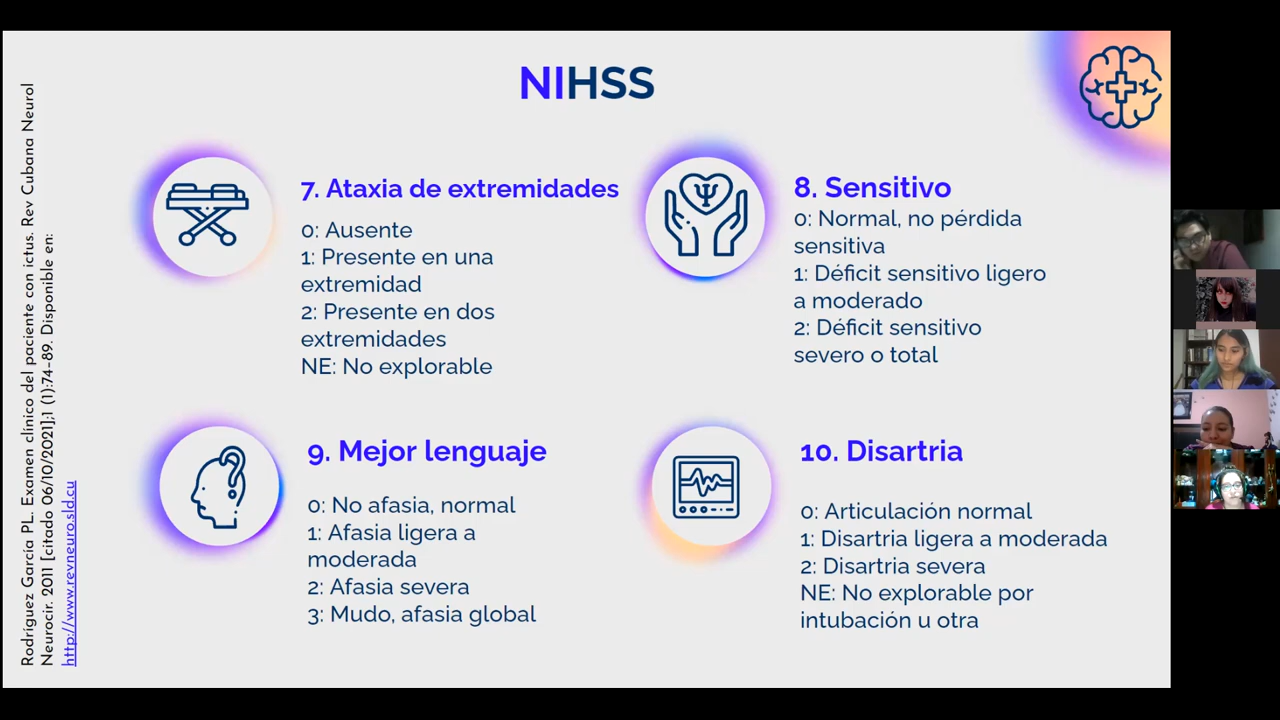 NIHSS
7. Ataxia de extremidades
0: Ausente
1: Presente en una
extremidad
2: Presente en dos
extremidades
NE: No explorable
8. Sensitivo
0: Normal, no pérdida
sensitiva
1: Déficit sensitivo ligero
a moderado
2: Déficit sensitivo
severo o total
9. Mejor lenguaje
0: No afasia, normal
1: Afasia ligera a
moderada
2: Afasia severa
3: Mudo, afasia global
10. Disartria
0: Articulación normal
1: Disartria ligera a moderada
2: Disartria severa
NE: No explorable por
intubación u otra
Rodríguez García PL. Examen clínico del paciente con ictus. Rev Cubana Neurol
Neurocir. 2011 [citado 06/10/2021];1 (1):74-89. Disponible en:
http://www.revneuro.sld.cu